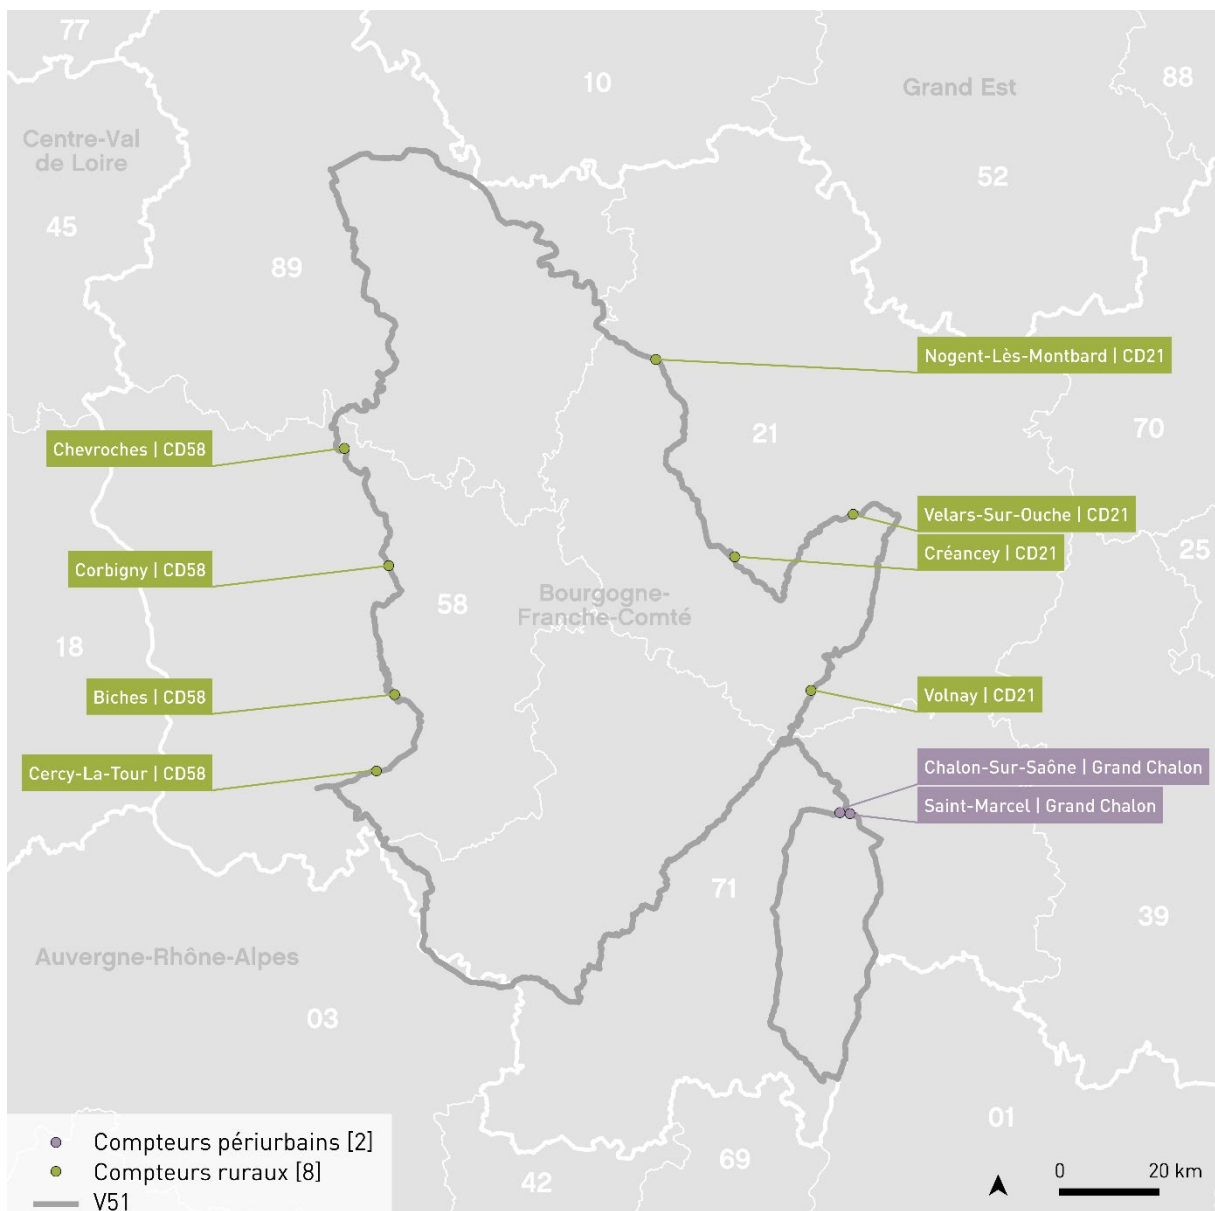 77
10
Grand Est
88
Centre-Val
de Loire
52
45
89
Nogent-Lès-Montbard | CD21
21
70
Chevroches | CD58
Velars-Sur-Ouche | CD21
Créancey | CD21
25
Corbigny | CD58
58
Bourgogne-
Franche-Comté
18
Biches | CD58
Volnay | CD21
Cercy-La-Tour | CD58
Chalon-Sur-Saône | Grand Chalon
Saint-Marcel | Grand Chalon
71
39
Auvergne-Rhône-Alpes
03
01
Compteurs périurbains [2]
Compteurs ruraux [8]
V51
42
69
0 20 km